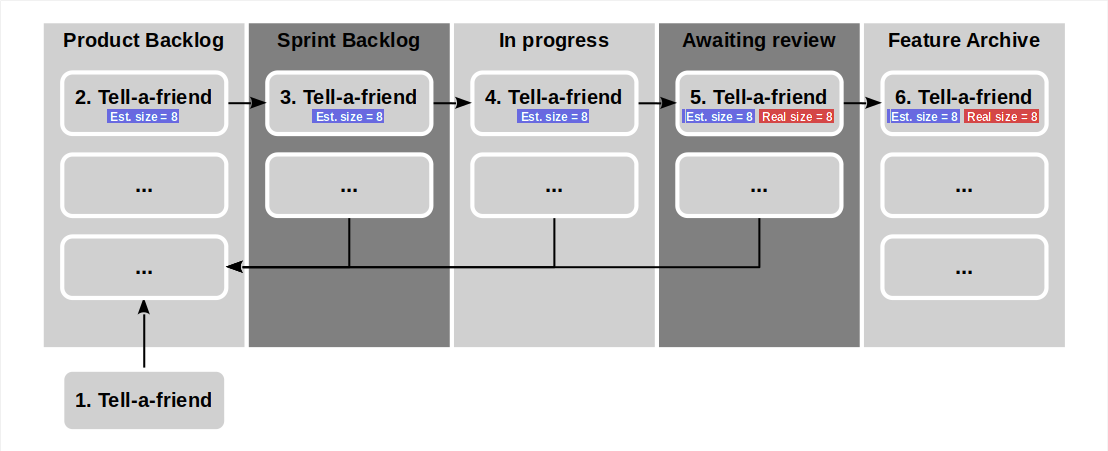 Product Backlog
Sprint Backlog
In progress
Awaiting review
Feature Archive
2. Tell-a-friend
Est. size = 8
3. Tell-a-friend
Est. size = 8
4. Tell-a-friend
Est. size = 8
5. Tell-a-friend
Est. size = 8 Real size = 8
6. Tell-a-friend
Est. size = 8 Real size = 8
...
...
...
...
...
...
...
1. Tell-a-friend